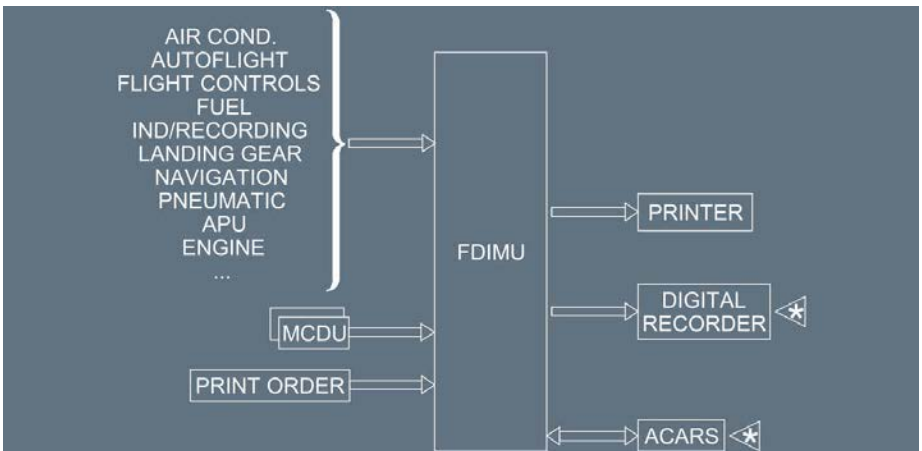 AIR COND.
AUTOFLIGHT
FLIGHT CONTROLS
FUEL
IND/RECORDING
LANDING GEAR
NAVIGATION
PNEUMATIC
APU
ENGINE
...
MCDU
PRINT ORDER
FDIMU
PRINTER
DIGITAL
RECORDER
*
ACARS
*